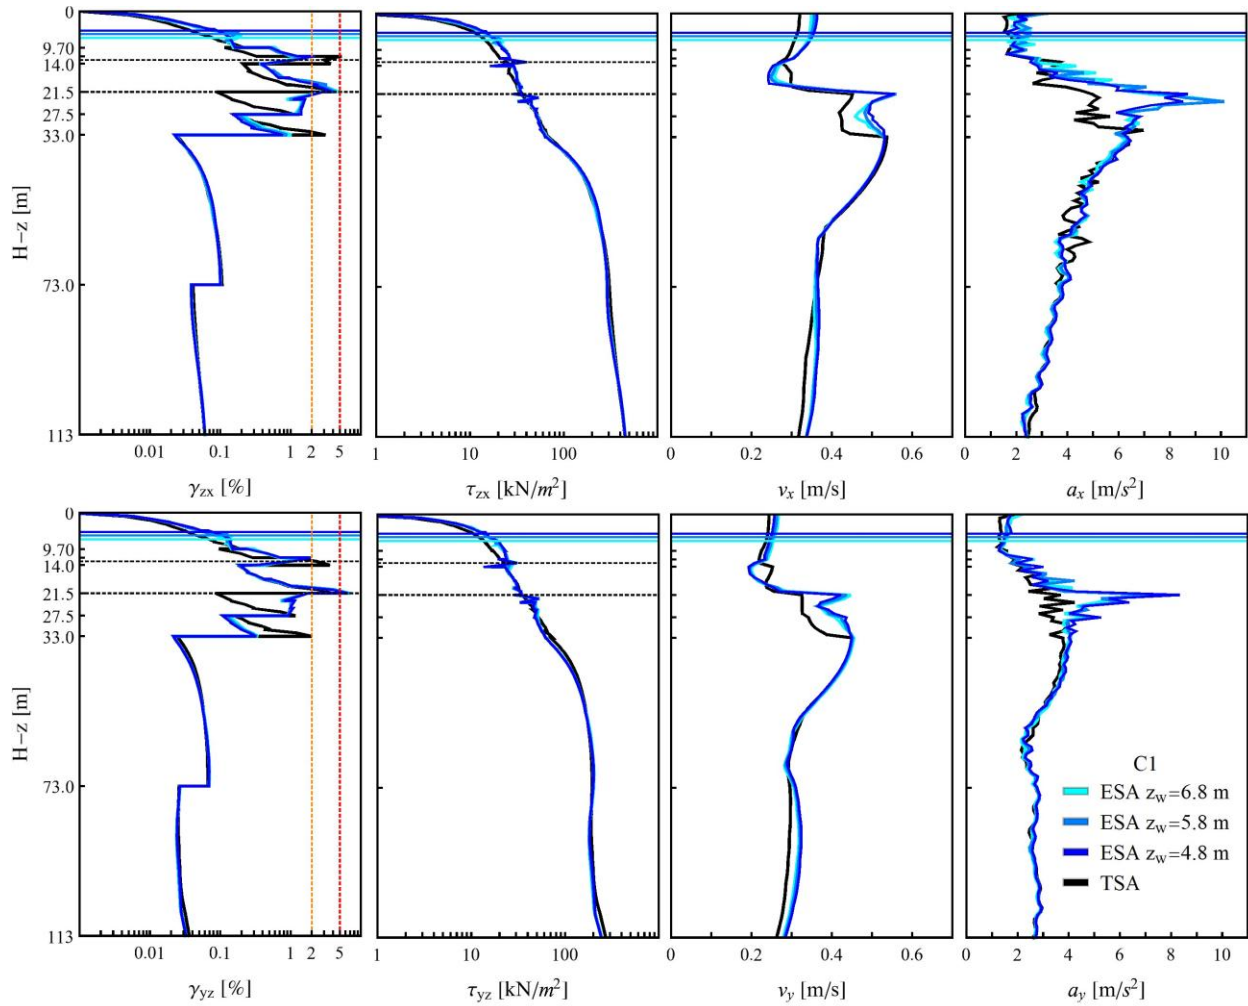 0
9.70
14.0
21.5
27.5
33.0
73.0
113
H−z [m]
0.01 0.1 1 2 5
1 10 100
0 0.2 0.4 0.6
0 2 4 6 8 10
γzx [%]
τzx [kN/m²]
vx [m/s]
ax [m/s²]
0
9.70
14.0
21.5
27.5
33.0
73.0
113
H−z [m]
C1
ESA zw=6.8 m
ESA zw=5.8 m
ESA zw=4.8 m
TSA
0.01 0.1 1 2 5
1 10 100
0 0.2 0.4 0.6
0 2 4 6 8 10
γyz [%]
τyz [kN/m²]
vy [m/s]
ay [m/s²]